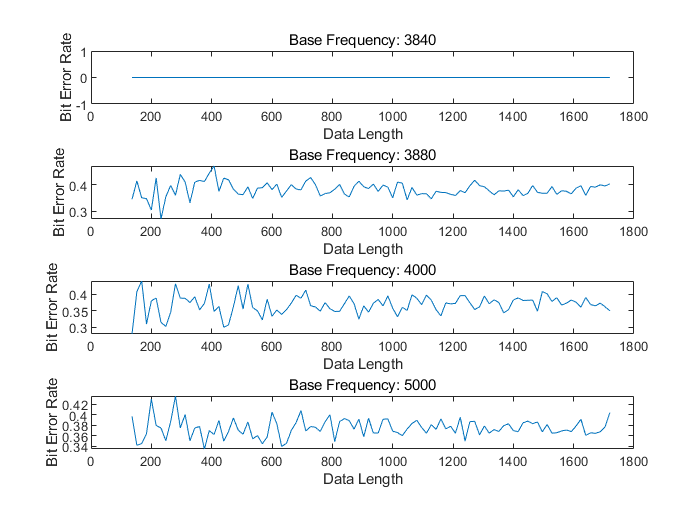 Base Frequency: 3840
Bit Error Rate
1
0
-1
0 200 400 600 800 1000 1200 1400 1600 1800
Data Length
Base Frequency: 3880
Bit Error Rate
0.4
0.3
0 200 400 600 800 1000 1200 1400 1600 1800
Data Length
Base Frequency: 4000
Bit Error Rate
0.4
0.35
0.3
0 200 400 600 800 1000 1200 1400 1600 1800
Data Length
Base Frequency: 5000
Bit Error Rate
0.42
0.4
0.38
0.36
0.34
0 200 400 600 800 1000 1200 1400 1600 1800
Data Length